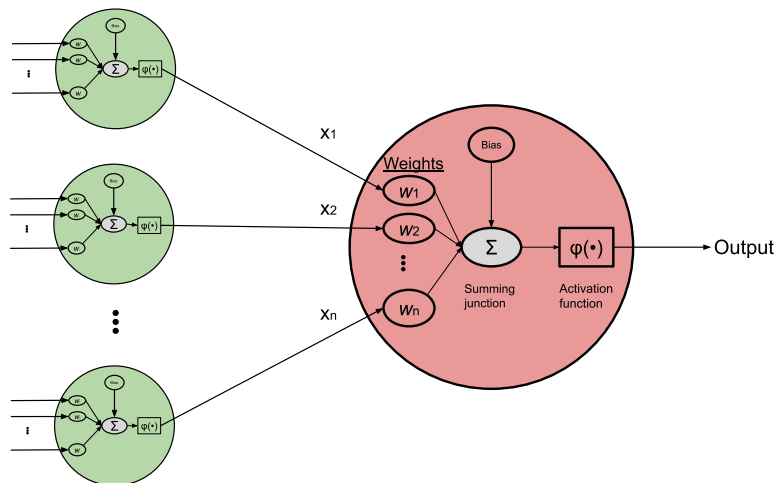 Bias
w
w
Σ
φ(•)
w
x1
Bias
Weights
w1
Bias
w
w
Σ
φ(•)
w
x2
w2
Σ
φ(•)
Output
Summing
junction
Activation
function
wn
xn
Bias
w
w
Σ
φ(•)
w